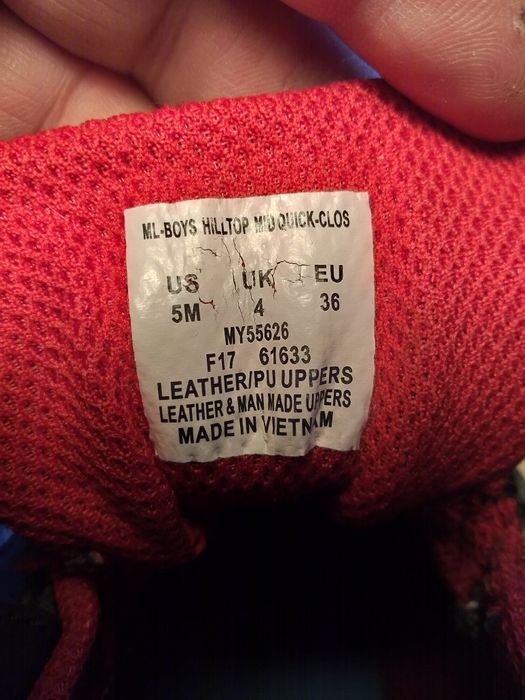 ML-BOYS HILLTOP MID QUICK-CLOS
US UK EU
5M 4 36
MY55626
F17 61633
LEATHER/PU UPPERS
LEATHER & MAN MADE UPPERS
MADE IN VIETNAM